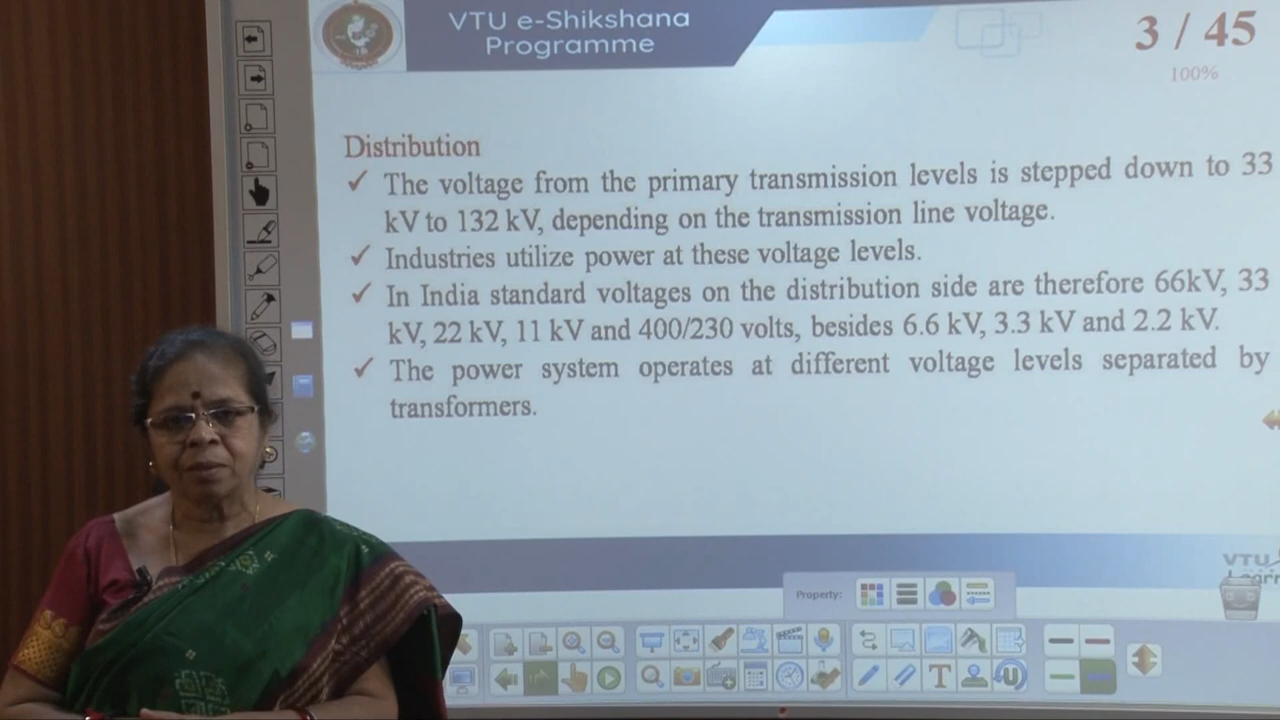 VTU e-Shikshana
Programme
3 / 45
100%
Distribution
✓ The voltage from the primary transmission levels is stepped down to 33
kV to 132 kV, depending on the transmission line voltage.
✓ Industries utilize power at these voltage levels.
✓ In India standard voltages on the distribution side are therefore 66kV, 33
kV, 22 kV, 11 kV and 400/230 volts, besides 6.6 kV, 3.3 kV and 2.2 kV.
✓ The power system operates at different voltage levels separated by
transformers.
VTU
Property:
T